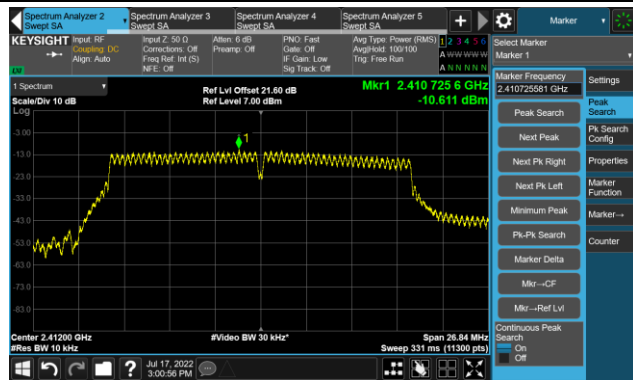 Spectrum Analyzer 2
Swept SA
Spectrum Analyzer 3
Swept SA
Spectrum Analyzer 4
Swept SA
Spectrum Analyzer 5
Swept SA
+
Marker
KEYSIGHT
Input: RF
Coupling: DC
Align: Auto
Input Z: 50 Ω
Corrections: Off
Freq Ref: Int (S)
NFE: Off
Atten: 6 dB
Preamp: Off
PNO: Fast
Gate: Off
IF Gain: Low
Sig Track: Off
Avg Type: Power (RMS)
Avg|Hold: 100/100
Trig: Free Run
1 2 3 4 5 6
A W W W W W
A N N N N N
Select Marker
Marker 1
LV
1 Spectrum
Scale/Div 10 dB
Log
Ref Lvl Offset 21.60 dB
Ref Level 7.00 dBm
Mkr1 2.410 725 6 GHz
-10.611 dBm
1
-3.00
-13.0
-23.0
-33.0
-43.0
-53.0
-63.0
-73.0
-83.0
Center 2.41200 GHz
#Res BW 10 kHz
#Video BW 30 kHz*
Span 26.84 MHz
Sweep 331 ms (11300 pts)
Marker Frequency
2.410725581 GHz
Peak Search
Next Peak
Next Pk Right
Next Pk Left
Minimum Peak
Pk-Pk Search
Marker Delta
Mkr→CF
Mkr→Ref Lvl
Continuous Peak
Search
On
Off
Settings
Peak
Search
Pk Search
Config
Properties
Marker
Function
Marker→
Counter
?
Jul 17, 2022
3:00:56 PM